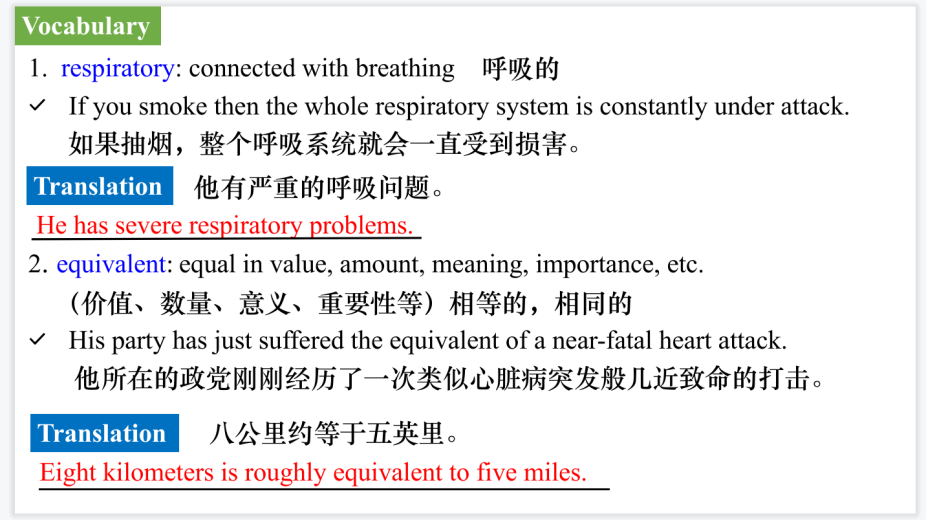 Vocabulary
1. respiratory: connected with breathing 呼吸的
✓ If you smoke then the whole respiratory system is constantly under attack.
如果抽烟，整个呼吸系统就会一直受到损害。
Translation 他有严重的呼吸问题。
He has severe respiratory problems.
2. equivalent: equal in value, amount, meaning, importance, etc.
（价值、数量、意义、重要性等）相等的，相同的
✓ His party has just suffered the equivalent of a near-fatal heart attack.
他所在的政党刚刚经历了一次类似心脏病突发般几近致命的打击。
Translation 八公里约等于五英里。
Eight kilometers is roughly equivalent to five miles.